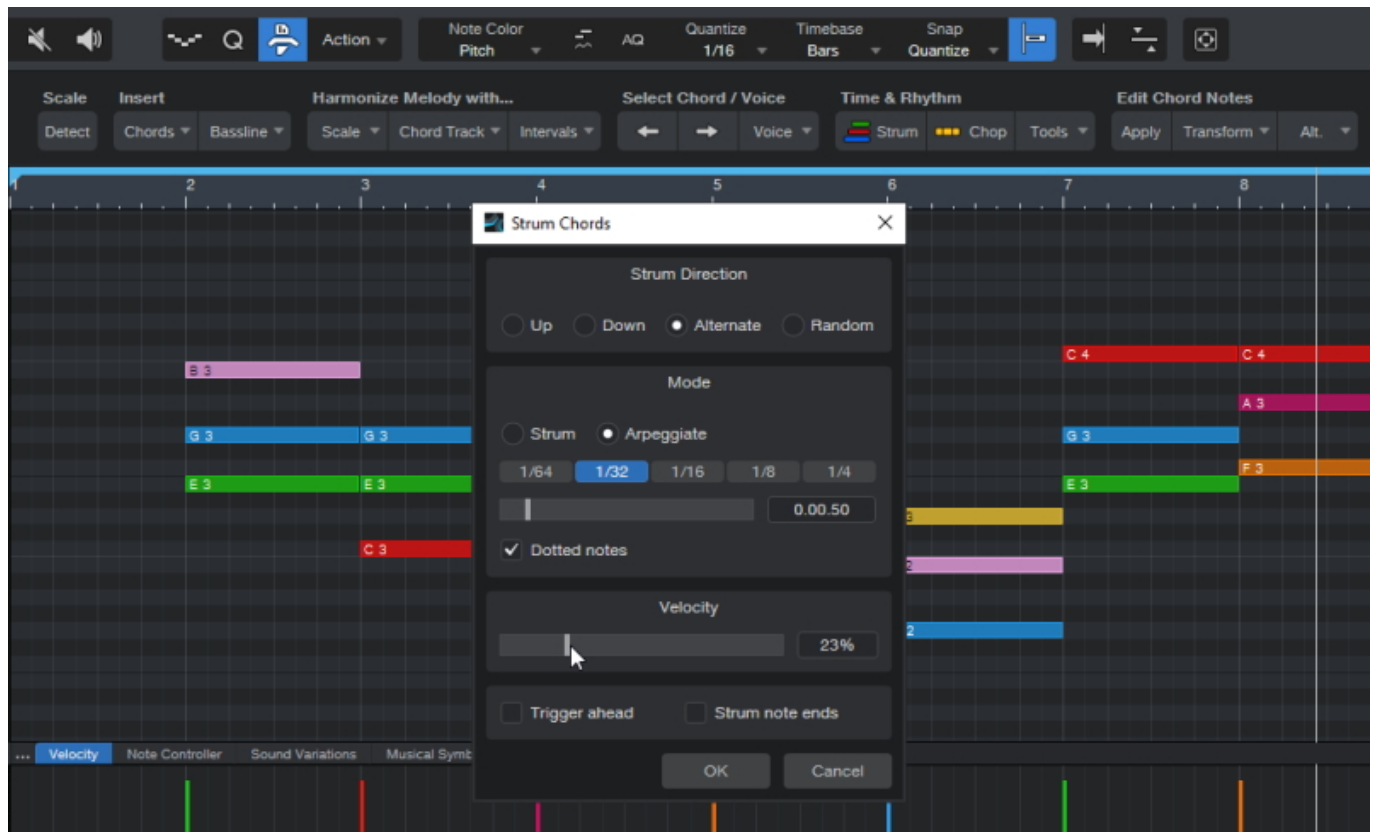 Note Color Quantize Timebase Snap
Q Action AQ
Pitch 1/16 Bars Quantize
Scale Insert Harmonize Melody with... Select Chord / Voice Time & Rhythm Edit Chord Notes
Detect Chords Bassline Scale Chord Track Intervals Voice Strum Chop Tools Apply Transform Alt.
1 2 3 4 5 6 7 8
Strum Chords
Strum Direction
Up Down Alternate Random
C 4 C 4
B 3
Mode
A 3
G 3 G 3 Strum Arpeggiate G 3
1/64 1/32 1/16 1/8 1/4 F 3
E 3 E 3 E 3
0.00.50
3
C 3 Dotted notes
2
Velocity
2
23%
Trigger ahead Strum note ends
... Velocity Note Controller Sound Variations Musical Symb
OK Cancel